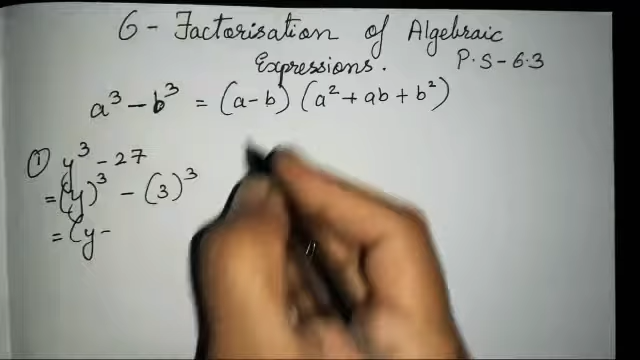 6 - Factorisation of Algebraic
Expressions.
P.S - 6.3
a³ - b³ = (a - b) (a² + ab + b²)
① y³ - 27
= (y)³ - (3)³
= (y -